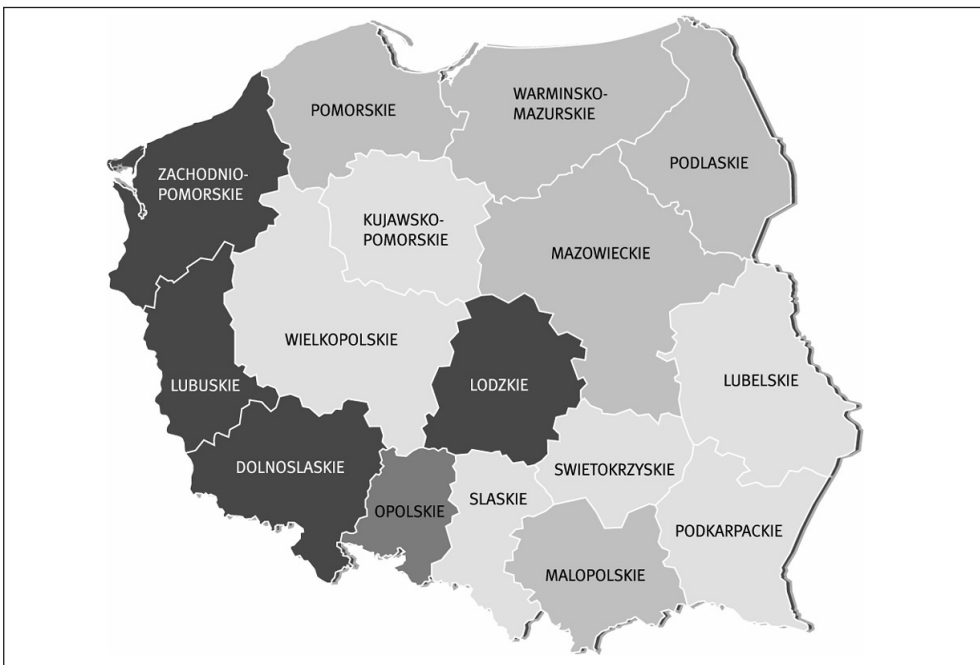 POMORSKIE
WARMINSKO-
MAZURSKIE
PODLASKIE
ZACHODNIO-
POMORSKIE
KUJAWSKO-
POMORSKIE
MAZOWIECKIE
WIELKOPOLSKIE
LUBUSKIE
LODZKIE
LUBELSKIE
DOLNOSLASKIE
OPOLSKIE
SLASKIE
SWIETOKRZYSKIE
PODKARPACKIE
MALOPOLSKIE